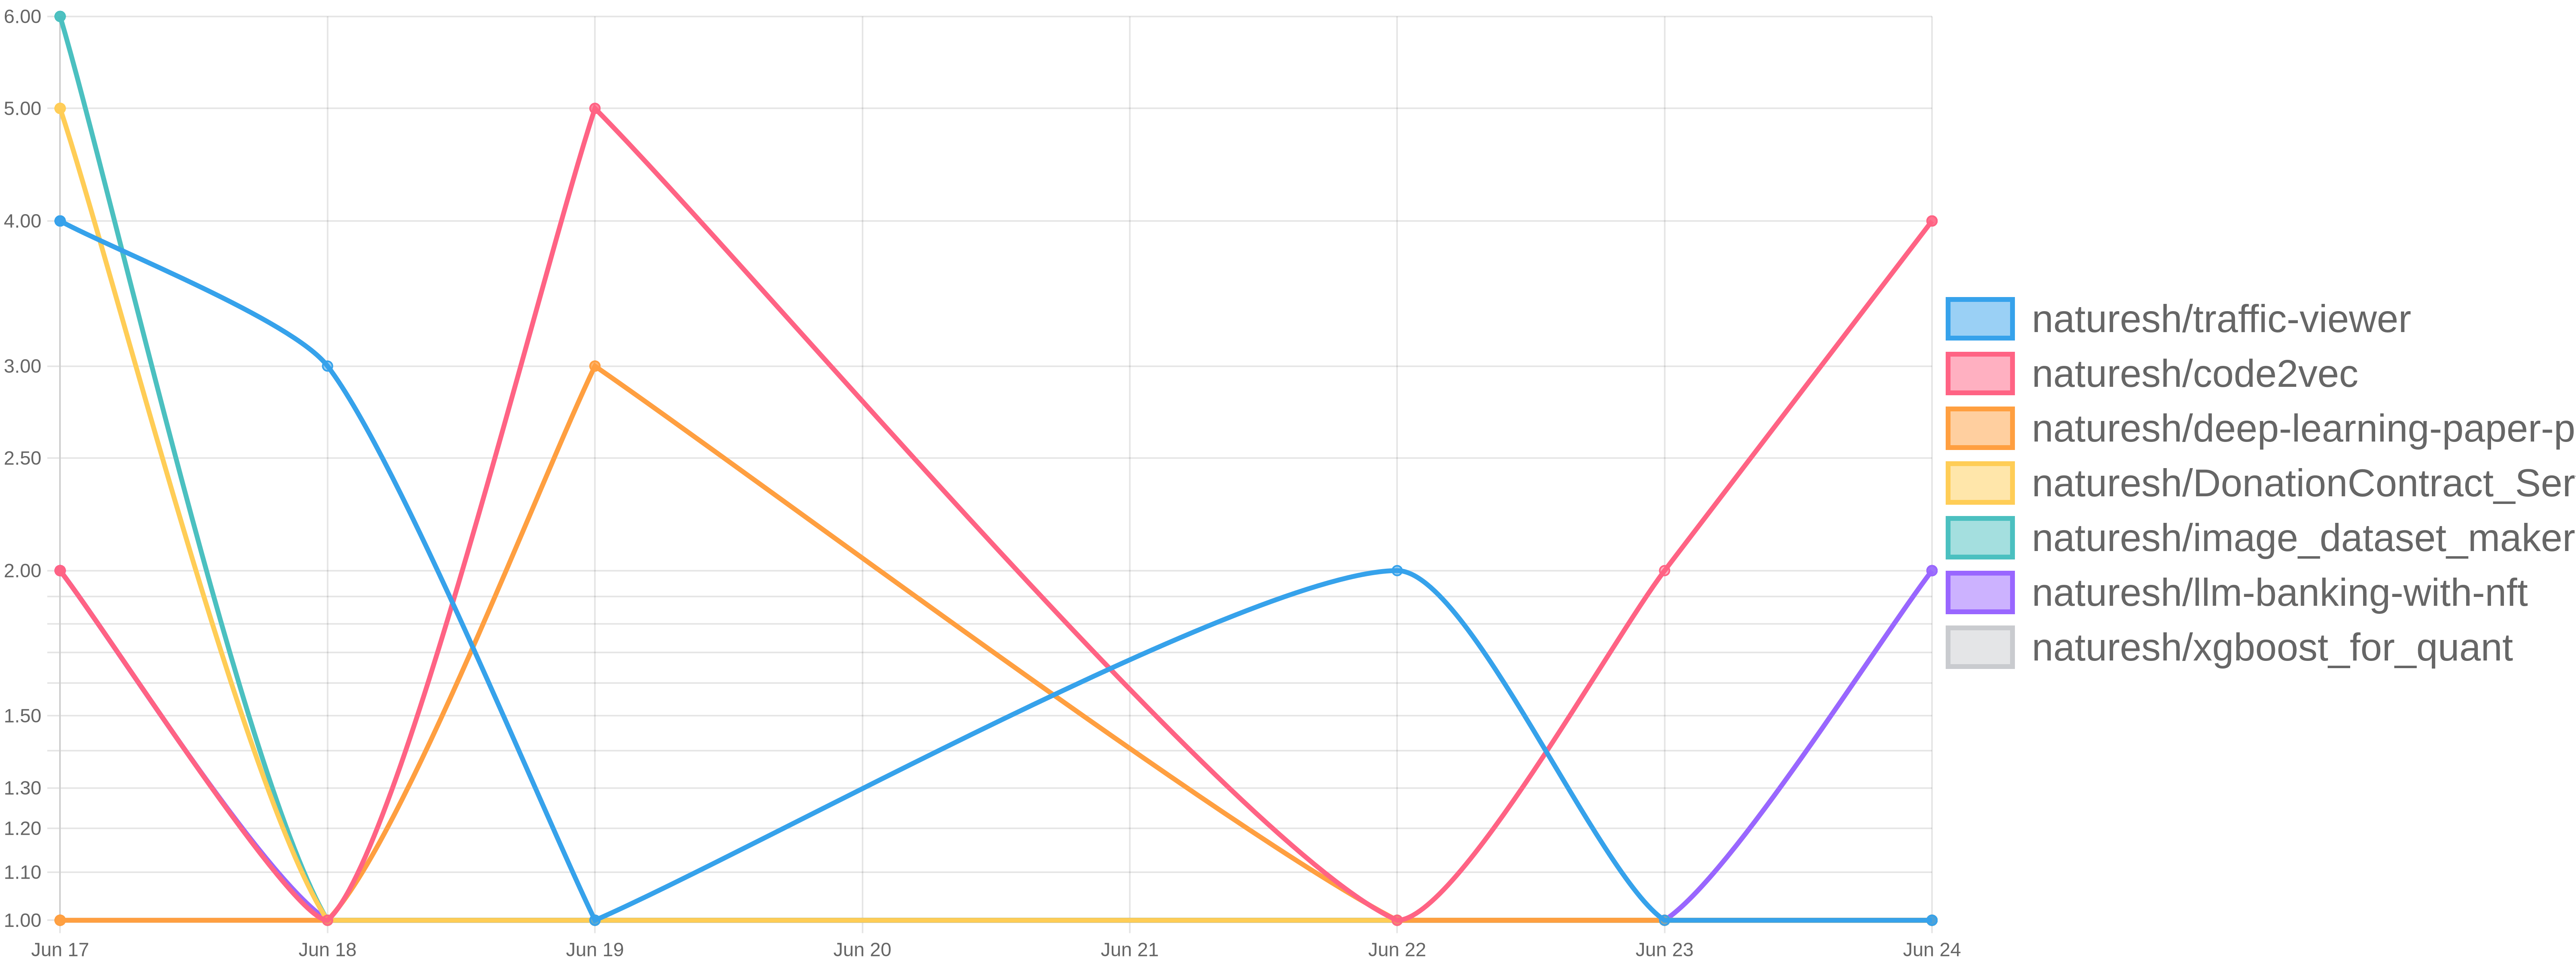 6.00
5.00
4.00
3.00
2.50
2.00
1.50
1.30
1.20
1.10
1.00
Jun 17 Jun 18 Jun 19 Jun 20 Jun 21 Jun 22 Jun 23 Jun 24
naturesh/traffic-viewer
naturesh/code2vec
naturesh/deep-learning-paper-p
naturesh/DonationContract_Ser
naturesh/image_dataset_maker
naturesh/llm-banking-with-nft
naturesh/xgboost_for_quant